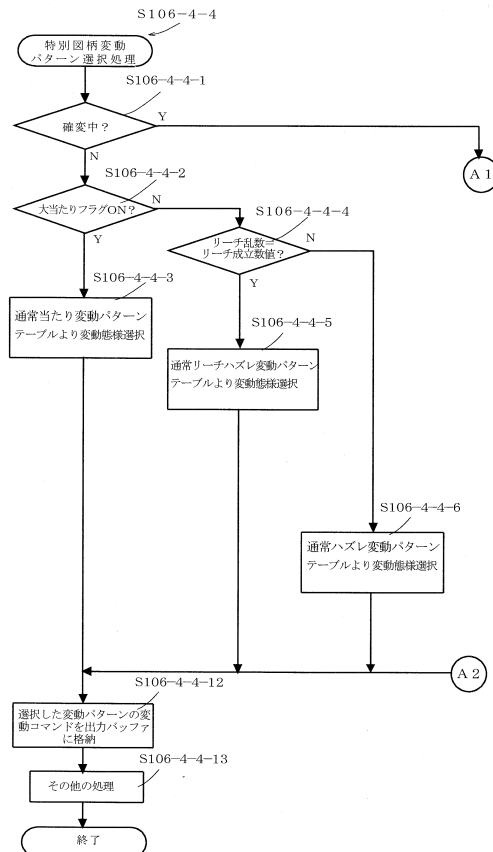 S106-4-4
特別図柄変動
パターン選択処理
S106-4-4-1
確変中?
Y
N
A1
S106-4-4-2
大当たりフラグON?
N
Y
S106-4-4-4
リーチ乱数=
リーチ成立数値?
N
Y
S106-4-4-3
通常当たり変動パターン
テーブルより変動態様選択
S106-4-4-5
通常リーチハズレ変動パターン
テーブルより変動態様選択
S106-4-4-6
通常ハズレ変動パターン
テーブルより変動態様選択
A2
S106-4-4-12
選択した変動パターンの変
動コマンドを出力バッファ
に格納
S106-4-4-13
その他の処理
終了